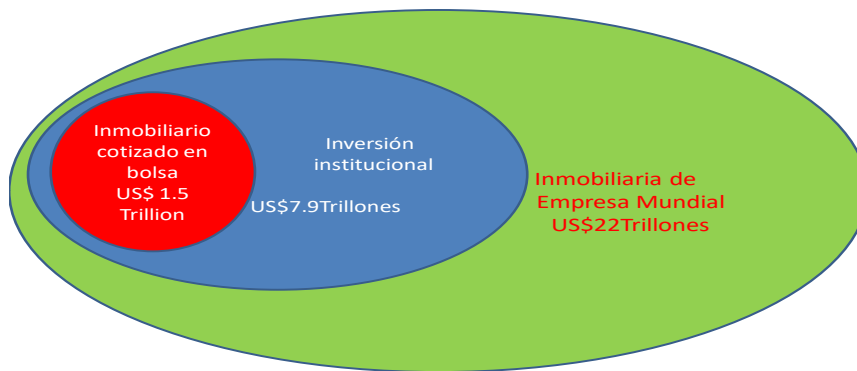 Inmobiliario
cotizado en
bolsa
US$ 1.5
Trillion
Inversión
institucional
US$7.9Trillones
Inmobiliaria de
Empresa Mundial
US$22Trillones